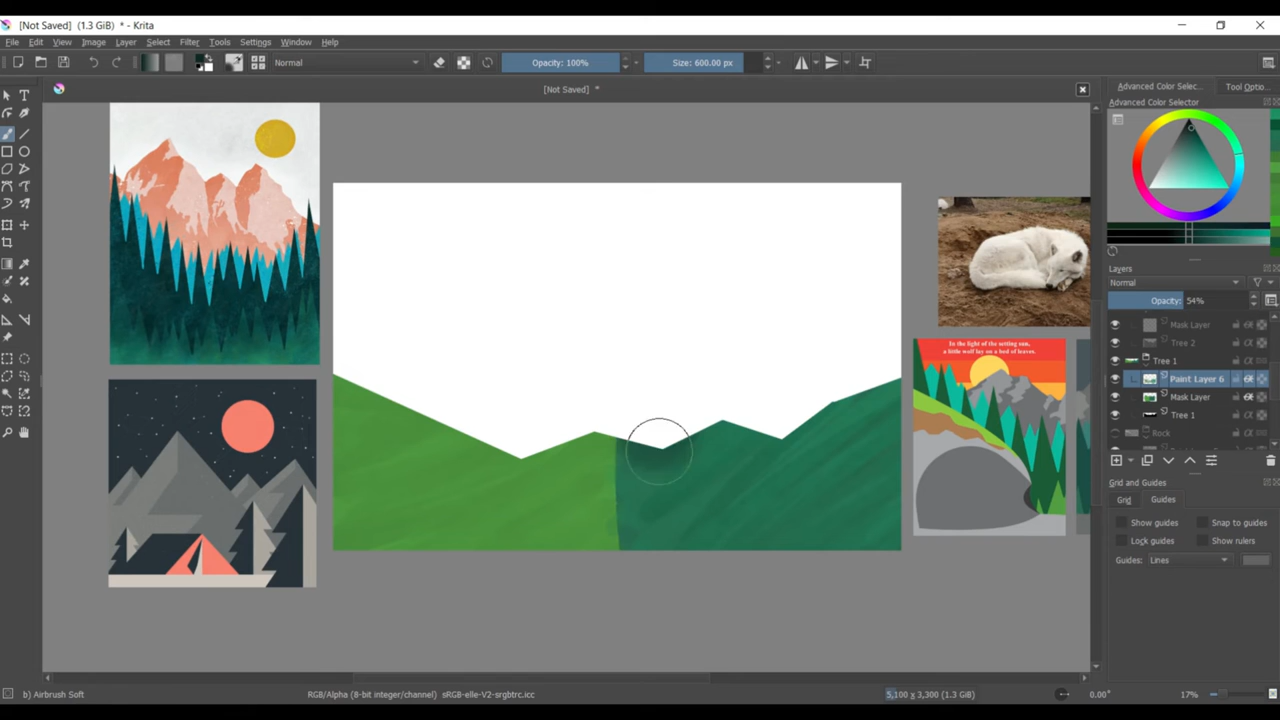 [Not Saved] (1.3 GiB) * - Krita
File Edit View Image Layer Select Filter Tools Settings Window Help
Normal
Opacity: 100%
Size: 600.00 px
[Not Saved] *
Advanced Color Selec...
Tool Optio...
Advanced Color Selector
In the light of the setting sun,
a little wolf lay on a bed of leaves.
Layers
Normal
Opacity: 54%
Mask Layer
Tree 2
Tree 1
Paint Layer 6
Mask Layer
Tree 1
Rock
Grid and Guides
Grid
Guides
Show guides
Snap to guides
Lock guides
Show rulers
Guides:
Lines
b) Airbrush Soft
RGB/Alpha (8-bit integer/channel) sRGB-elle-V2-srgbtrc.icc
5,100 x 3,300 (1.3 GiB)
0.00°
17%